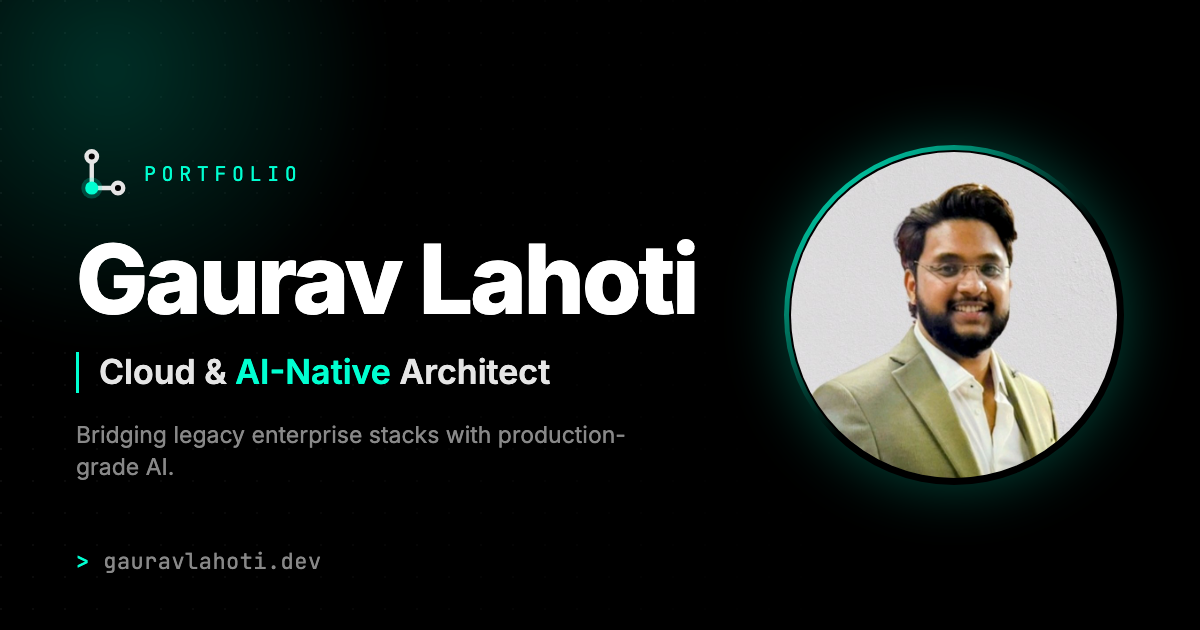 PORTFOLIO
Gaurav Lahoti
Cloud & AI-Native Architect
Bridging legacy enterprise stacks with production-
grade AI.
> gauravlahoti.dev